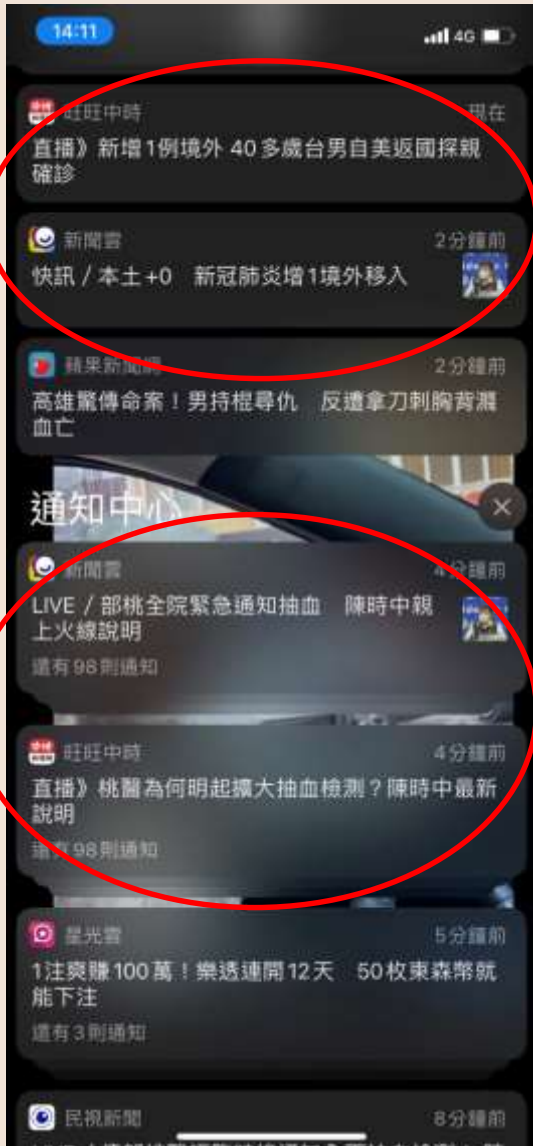 14:11
4G
旺旺中時
現在
直播》新增1例境外 40多歲台男自美返國探親
確診
新聞雲
2分鐘前
快訊/本土+0 新冠肺炎增1境外移入
蘋果新聞網
2分鐘前
高雄驚傳命案!男持棍尋仇 反遭拿刀刺胸背濺
血亡
通知中心
新聞雲
4分鐘前
LIVE/部桃全院緊急通知抽血 陳時中親
上火線說明
還有98則通知
旺旺中時
4分鐘前
直播》桃醫為何明起擴大抽血檢測?陳時中最新
說明
還有98則通知
星光雲
5分鐘前
1注爽賺100萬!樂透連開12天 50枚東森幣就
能下注
還有3則通知
民視新聞
8分鐘前